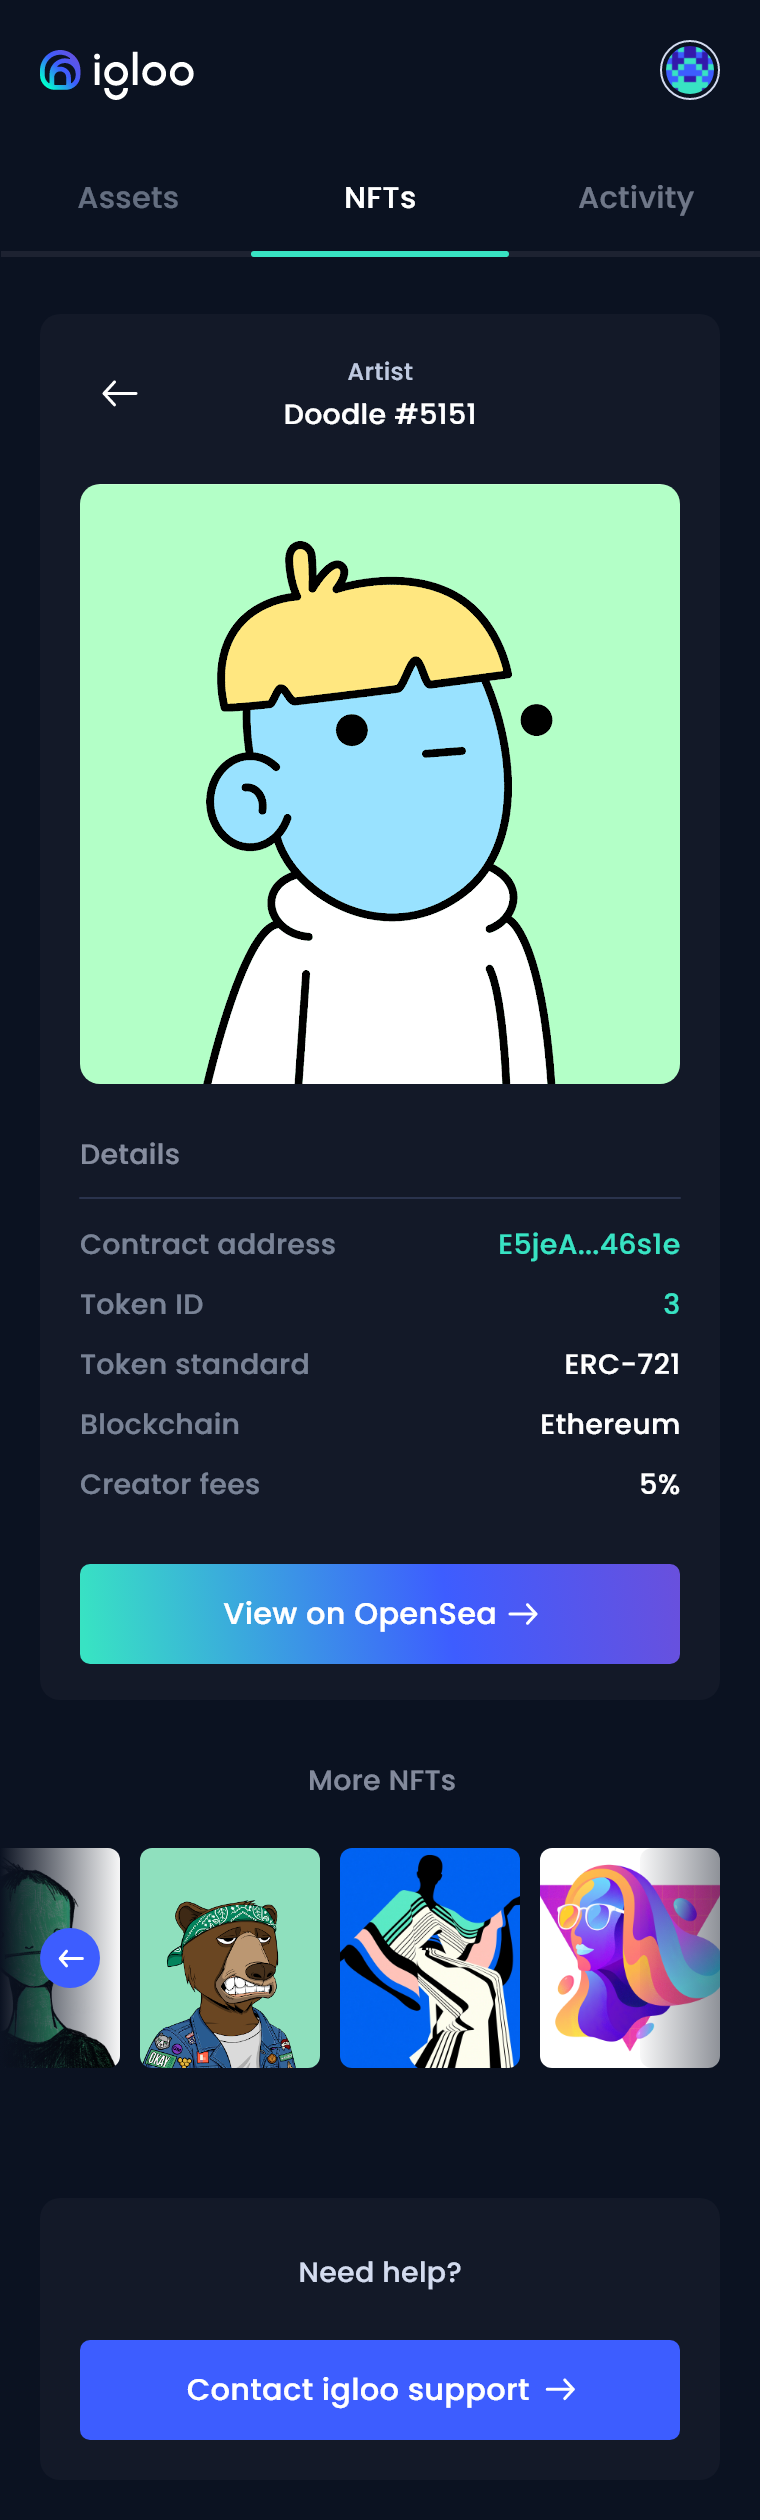 igloo
Assets NFTs Activity
Artist
Doodle #5151
Details
Contract address E5jeA...46s1e
Token ID 3
Token standard ERC-721
Blockchain Ethereum
Creator fees 5%
View on OpenSea →
More NFTs
OKAY
Need help?
Contact igloo support →